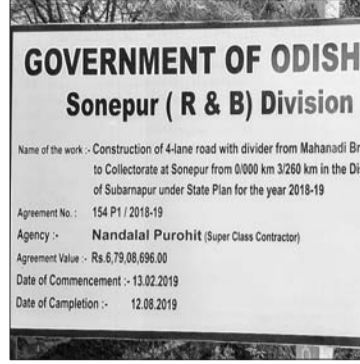 GOVERNMENT OF ODISH
Sonepur ( R & B) Division
Name of the work :- Construction of 4-lane road with divider from Mahanadi Br
to Collectorate at Sonepur from 0/000 km 3/260 km in the Di
of Subarnapur under State Plan for the year 2018-19
Agreement No. : 154 P1 / 2018-19
Agency :- Nandalal Purohit (Super Class Contractor)
Agreement Value :- Rs.6,79,08,696.00
Date of Commencement :- 13.02.2019
Date of Campletion :- 12.08.2019